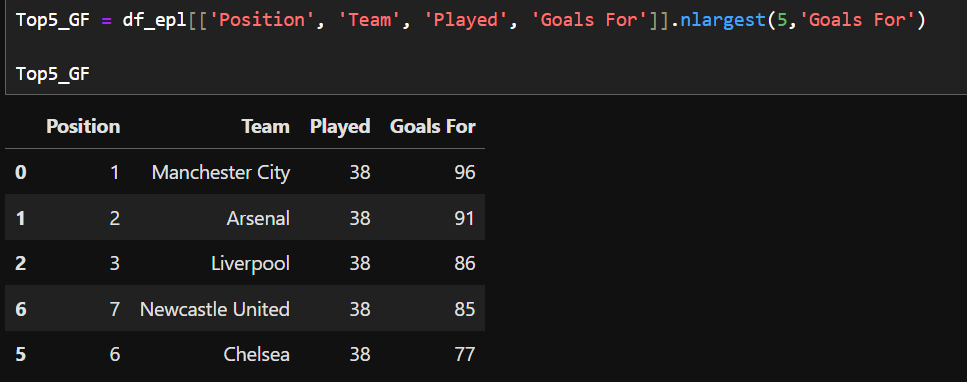 Top5_GF = df_epl[['Position', 'Team', 'Played', 'Goals For']].nlargest(5,'Goals For')
Top5_GF
Position Team Played Goals For
0 1 Manchester City 38 96
1 2 Arsenal 38 91
2 3 Liverpool 38 86
6 7 Newcastle United 38 85
5 6 Chelsea 38 77